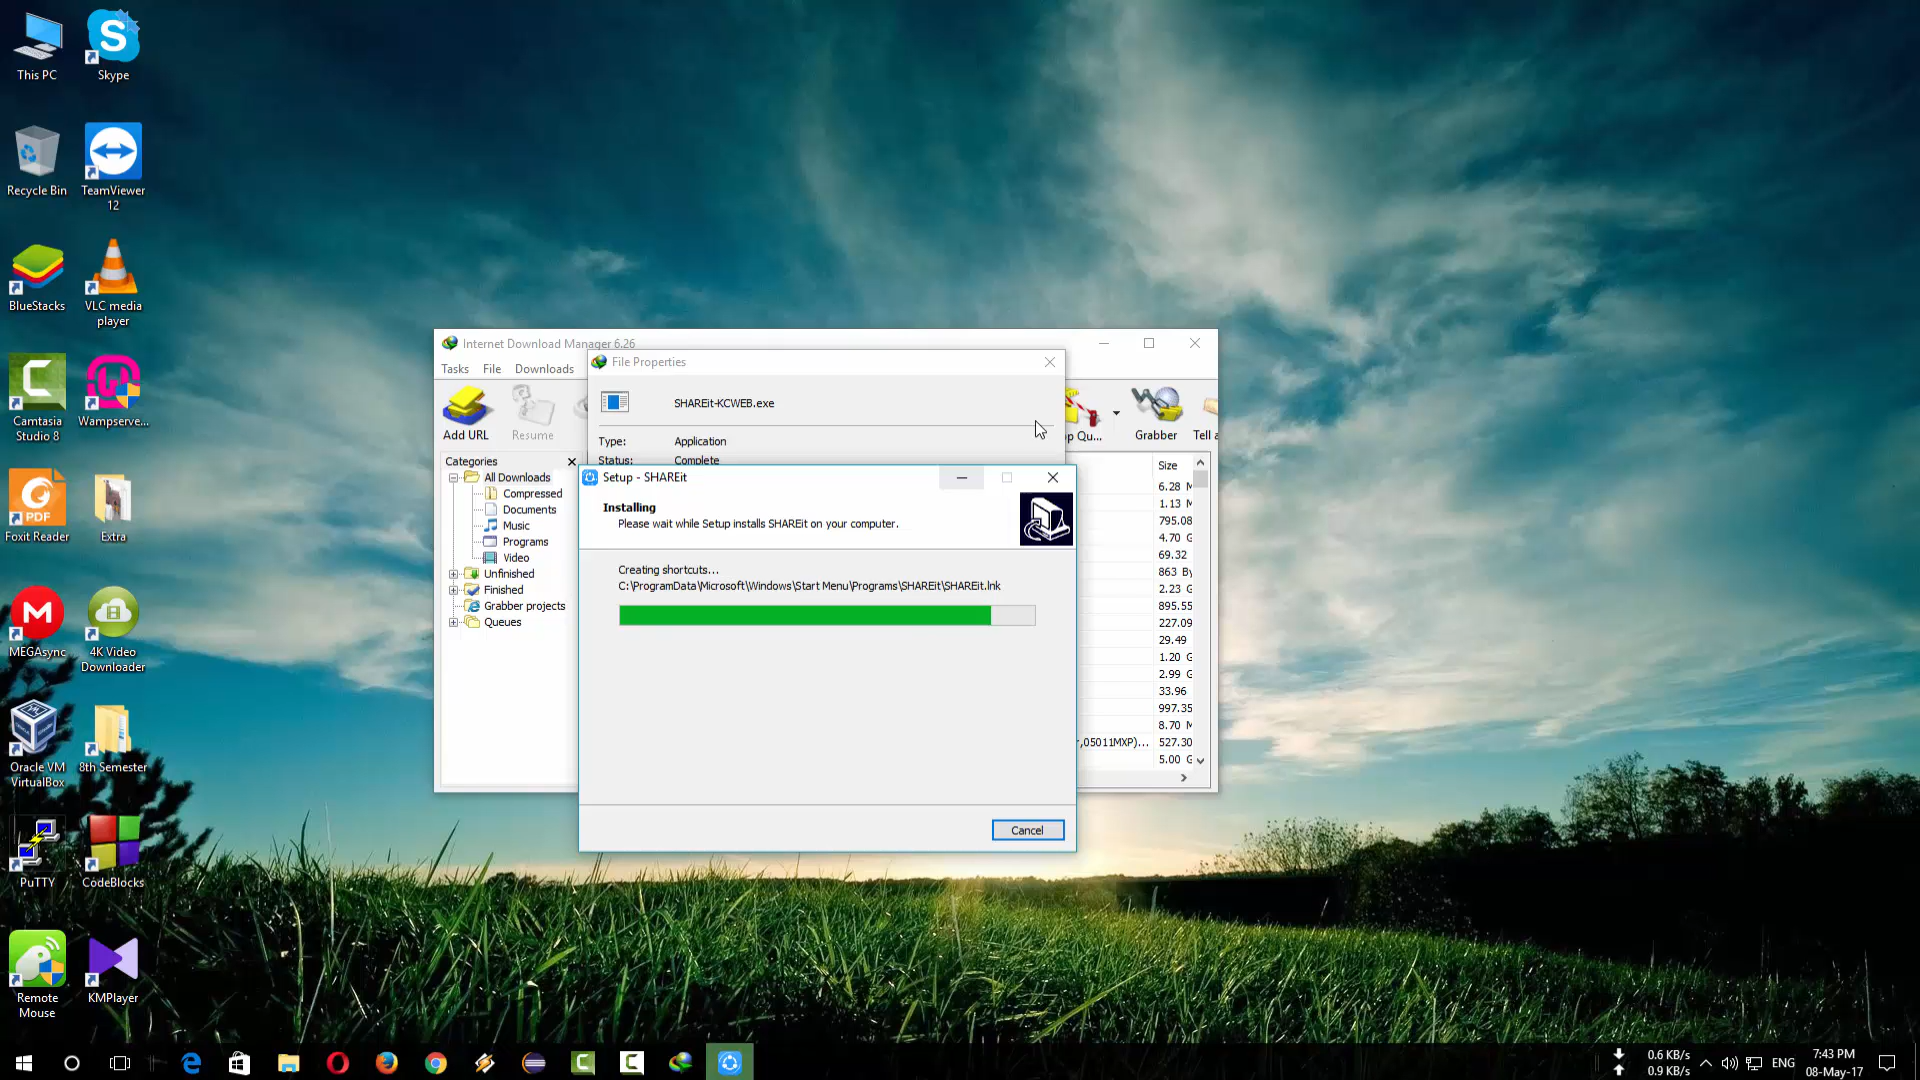 This PC
Skype
Recycle Bin
TeamViewer
12
BlueStacks
VLC media
player
Camtasia
Studio 8
Wampserve...
PDF
Foxit Reader
Extra
MEGAsync
4K Video
Downloader
Oracle VM
VirtualBox
8th Semester
PuTTY
CodeBlocks
Remote
Mouse
KMPlayer
Internet Download Manager 6.26
Tasks File Downloads
Add URL
Resume
op Qu...
Grabber
Tell a
Categories
All Downloads
Compressed
Documents
Music
Programs
Video
Unfinished
Finished
Grabber projects
Queues
Size
6.28 M
1.13 M
795.08
4.70 G
69.32
863 By
2.23 G
895.55
227.09
29.49
1.20 G
2.99 G
33.96
997.35
8.70 M
r,05011MXP)... 527.30
5.00 G
File Properties
SHAREit-KCWEB.exe
Type: Application
Status: Complete
Setup - SHAREit
Installing
Please wait while Setup installs SHAREit on your computer.
Creating shortcuts...
C:\ProgramData\Microsoft\Windows\Start Menu\Programs\SHAREit\SHAREit.lnk
Cancel
0.6 KB/s
0.9 KB/s
ENG
7:43 PM
08-May-17